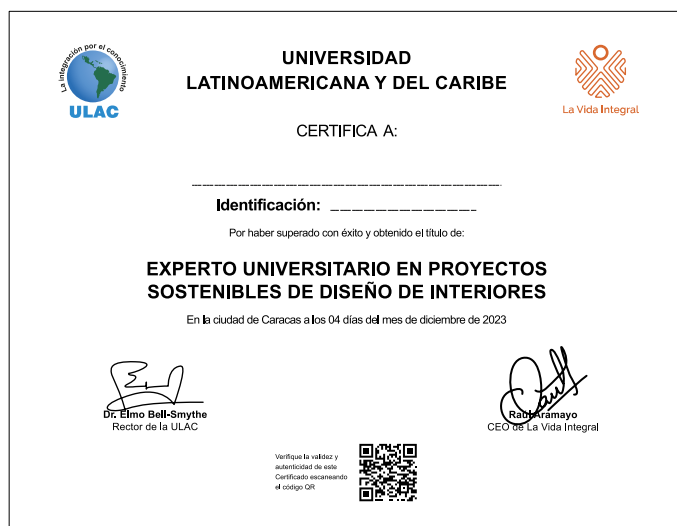 La integración por el conocimiento
ULAC
UNIVERSIDAD
LATINOAMERICANA Y DEL CARIBE
La Vida Integral
CERTIFICA A:
Identificación:
Por haber superado con éxito y obtenido el título de:
EXPERTO UNIVERSITARIO EN PROYECTOS
SOSTENIBLES DE DISEÑO DE INTERIORES
En la ciudad de Caracas a los 04 días del mes de diciembre de 2023
Dr. Elmo Bell-Smythe
Rector de la ULAC
Raúl Aramayo
CEO de La Vida Integral
Verifique la validez y
autenticidad de este
Certificado escaneando
el código QR